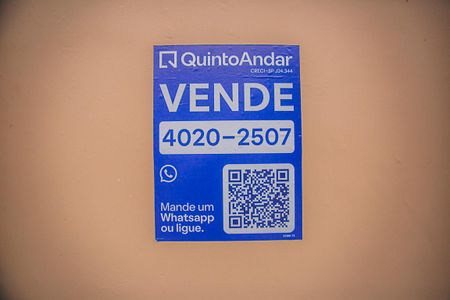 QuintoAndar
CRECI-SP J24.344
VENDE
4020-2507
Mande um
Whatsapp
ou ligue.